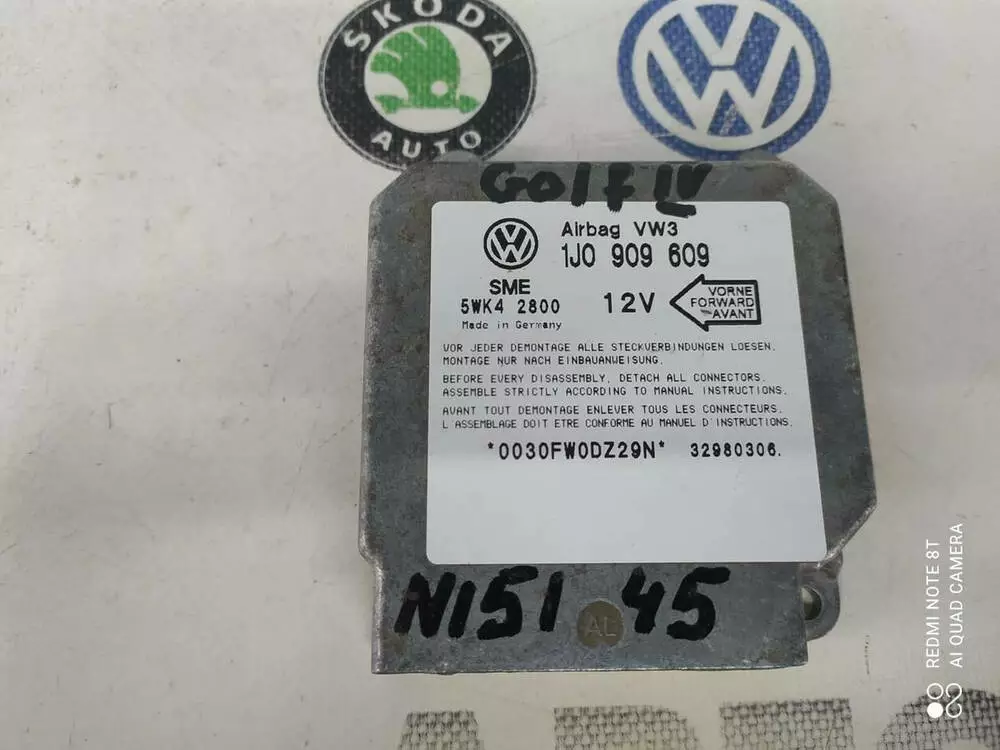 SKODA
AUTO
Golf IV
Airbag VW3
1J0 909 609
SME
5WK4 2800
12V
VORNE
FORWARD
AVANT
Made in Germany
VOR JEDER DEMONTAGE ALLE STECKVERBINDUNGEN LOESEN.
MONTAGE NUR NACH EINBAUANWEISUNG.
BEFORE EVERY DISASSEMBLY, DETACH ALL CONNECTORS.
ASSEMBLE STRICTLY ACCORDING TO MANUAL INSTRUCTIONS.
AVANT TOUT DEMONTAGE ENLEVER TOUS LES CONNECTEURS.
L ASSEMBLAGE DOIT ETRE CONFORME AU MANUEL D'INSTRUCTIONS.
*0030FW0DZ29N* 32980306.
N151 45
AL
REDMI NOTE 8T
AI QUAD CAMERA